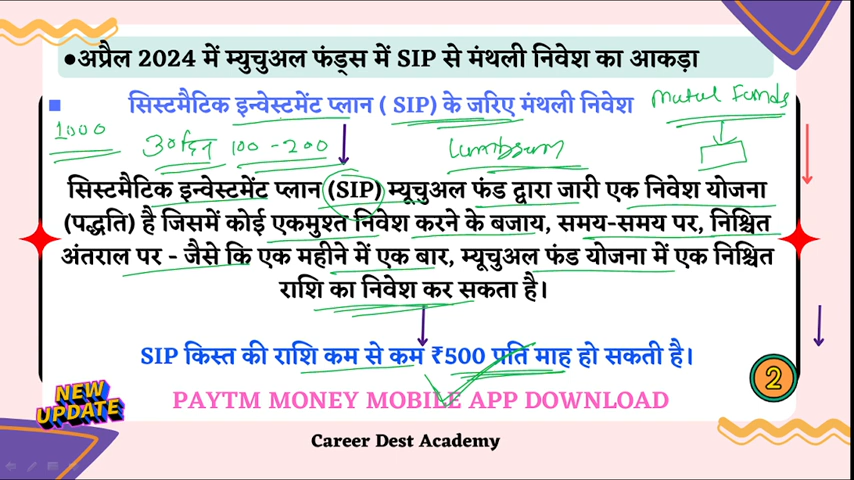 ●अप्रैल 2024 में म्युचुअल फंड्स में SIP से मंथली निवेश का आकड़ा
■ सिस्टमैटिक इन्वेस्टमेंट प्लान ( SIP) के जरिए मंथली निवेश
Mutual Funds
1000
30 दिन 100 - 200
सिस्टमैटिक इन्वेस्टमेंट प्लान (SIP) म्यूचुअल फंड द्वारा जारी एक निवेश योजना
(पद्धति) है जिसमें कोई एकमुश्त निवेश करने के बजाय, समय-समय पर, निश्चित
अंतराल पर - जैसे कि एक महीने में एक बार, म्यूचुअल फंड योजना में एक निश्चित
राशि का निवेश कर सकता है।
SIP किस्त की राशि कम से कम ₹500 पति माह हो सकती है।
2
NEW
UPDATE
PAYTM MONEY MOBILE APP DOWNLOAD
Career Dest Academy